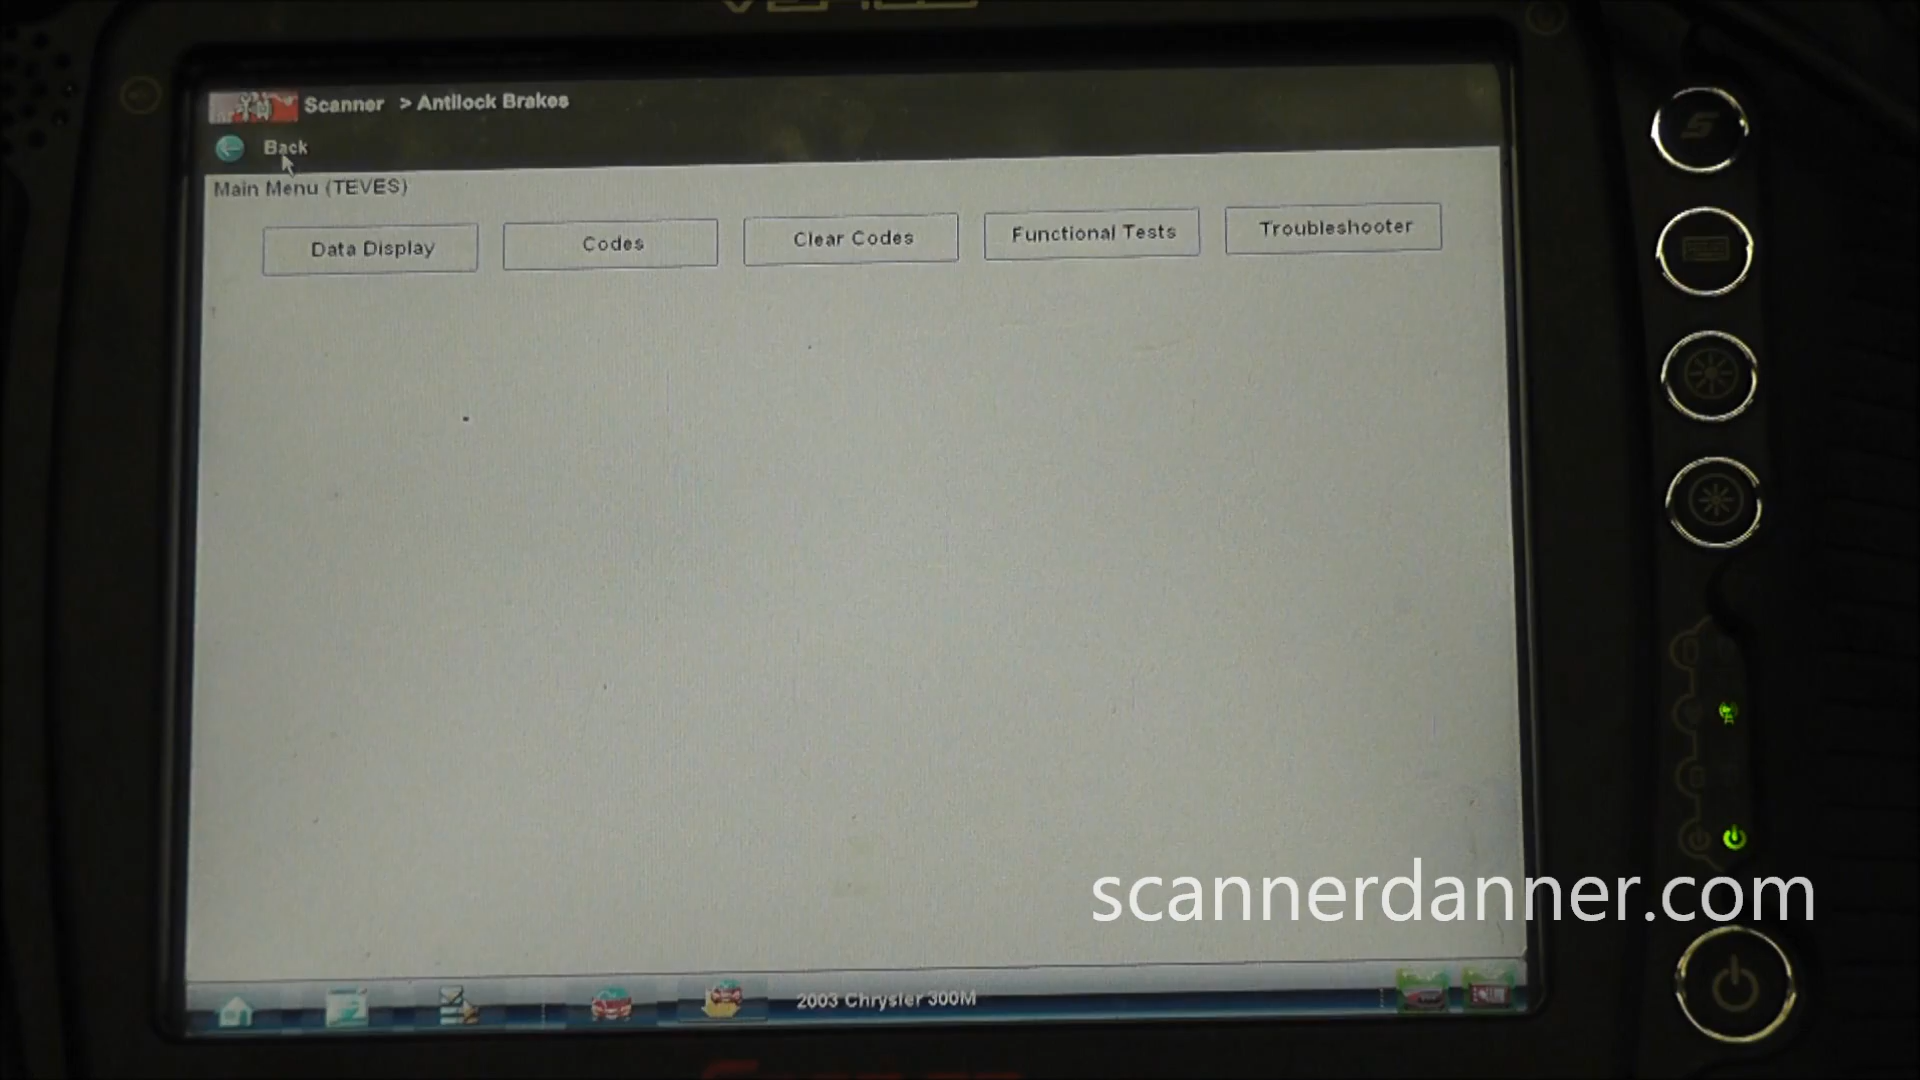 Scanner > Antilock Brakes
Back
Main Menu (TEVES)
Data Display
Codes
Clear Codes
Functional Tests
Troubleshooter
scannerdanner.com
2003 Chrysler 300M